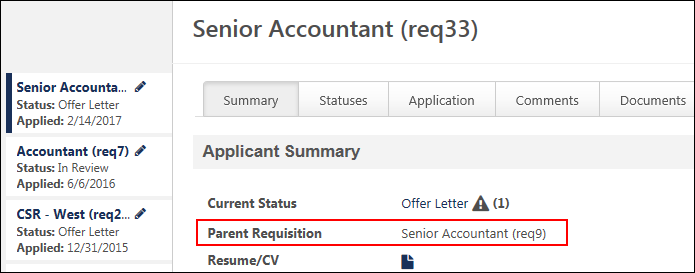 Senior Accountant (req33)
Senior Accounta...
Status: Offer Letter
Applied: 2/14/2017
Accountant (req7)
Status: In Review
Applied: 6/6/2016
CSR - West (req2...
Status: Offer Letter
Applied: 12/31/2015
Summary Statuses Application Comments Documents
Applicant Summary
Current Status Offer Letter (1)
Parent Requisition Senior Accountant (req9)
Resume/CV